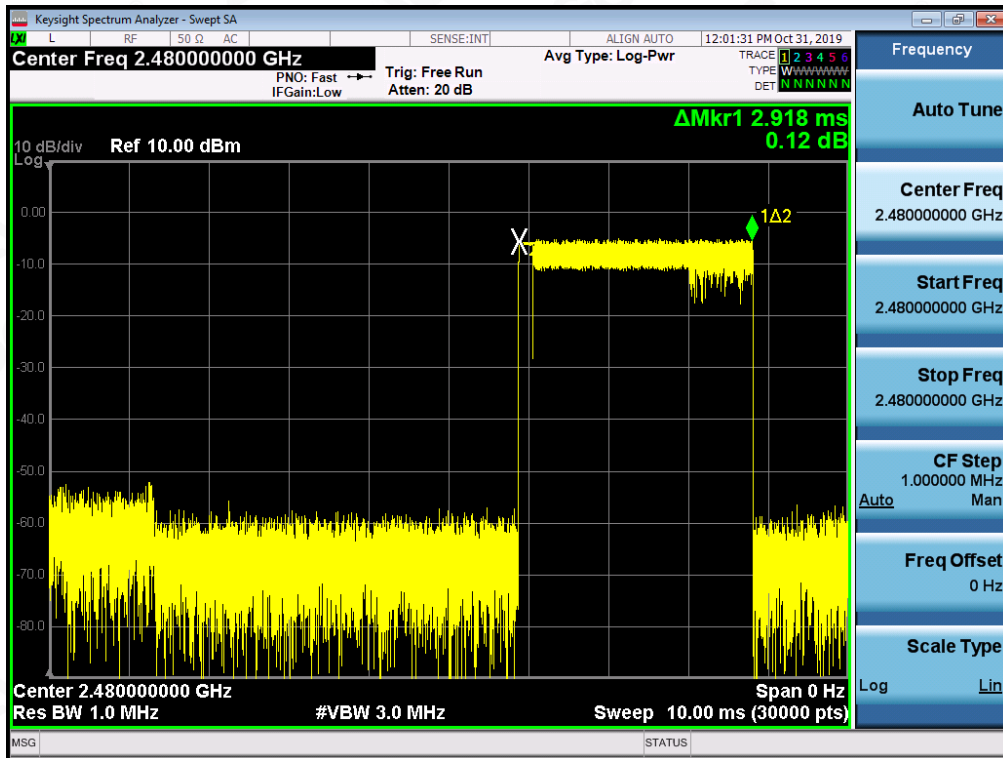 Keysight Spectrum Analyzer - Swept SA
LXI L RF 50 Ω AC SENSE:INT ALIGN AUTO 12:01:31 PM Oct 31, 2019
Center Freq 2.480000000 GHz
PNO: Fast
IFGain:Low
Trig: Free Run
Atten: 20 dB
Avg Type: Log-Pwr
TRACE 1 2 3 4 5 6
TYPE WWWWWW
DET N N N N N N
ΔMkr1 2.918 ms
0.12 dB
10 dB/div Ref 10.00 dBm
Log
0.00
-10.0
-20.0
-30.0
-40.0
-50.0
-60.0
-70.0
-80.0
1Δ2
Center 2.480000000 GHz Span 0 Hz
Res BW 1.0 MHz #VBW 3.0 MHz Sweep 10.00 ms (30000 pts)
MSG STATUS
Frequency
Auto Tune
Center Freq
2.480000000 GHz
Start Freq
2.480000000 GHz
Stop Freq
2.480000000 GHz
CF Step
1.000000 MHz
Auto Man
Freq Offset
0 Hz
Scale Type
Log Lin